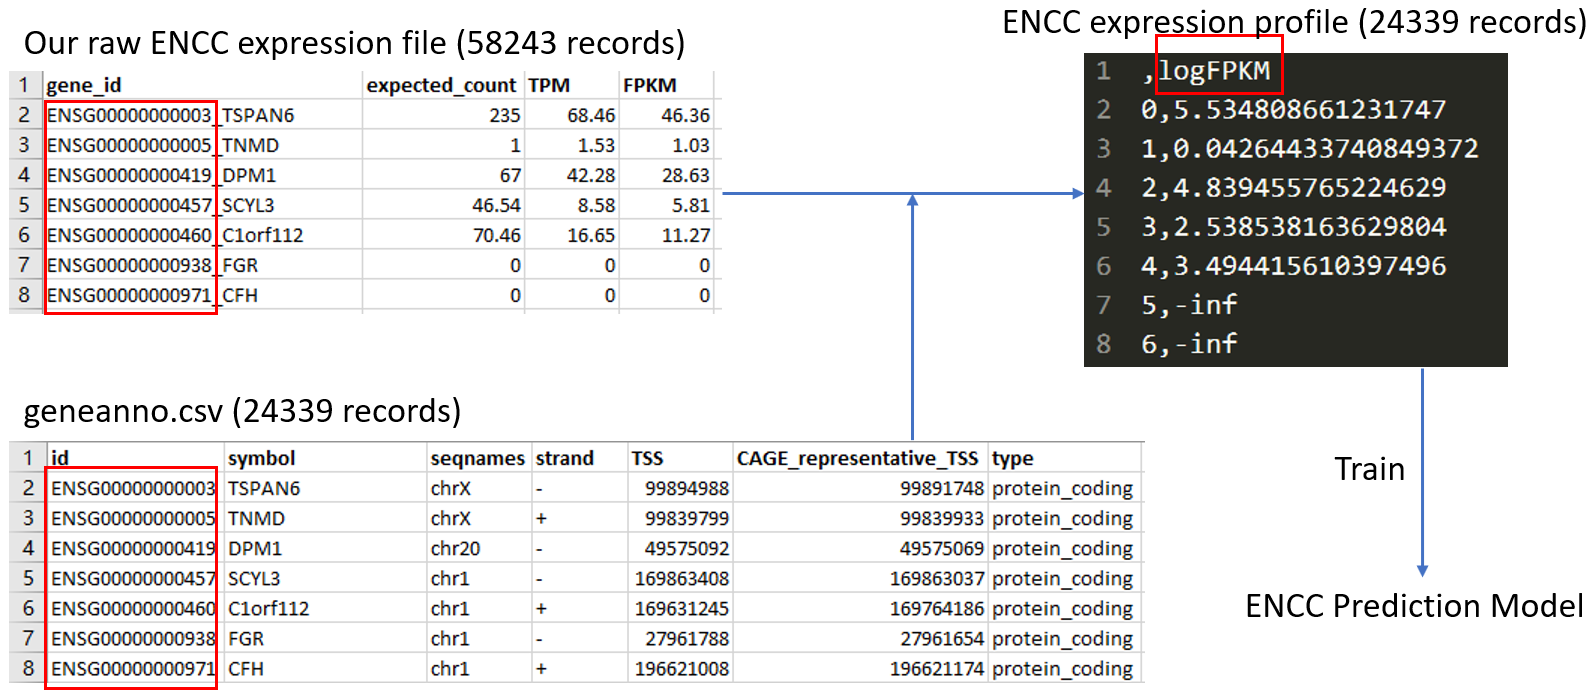 Our raw ENCC expression file (58243 records)
1 gene_id expected_count TPM FPKM
2 ENSG00000000003_TSPAN6 235 68.46 46.36
3 ENSG00000000005_TNMD 1 1.53 1.03
4 ENSG00000000419_DPM1 67 42.28 28.63
5 ENSG00000000457_SCYL3 46.54 8.58 5.81
6 ENSG00000000460_C1orf112 70.46 16.65 11.27
7 ENSG00000000938_FGR 0 0 0
8 ENSG00000000971_CFH 0 0 0
ENCC expression profile (24339 records)
1 ,logFPKM
2 0,5.534808661231747
3 1,0.04264433740849372
4 2,4.839455765224629
5 3,2.538538163629804
6 4,3.494415610397496
7 5,-inf
8 6,-inf
geneanno.csv (24339 records)
1 id symbol seqnames strand TSS CAGE_representative_TSS type
2 ENSG00000000003 TSPAN6 chrX - 99894988 99891748 protein_coding
3 ENSG00000000005 TNMD chrX + 99839799 99839933 protein_coding
4 ENSG00000000419 DPM1 chr20 - 49575092 49575069 protein_coding
5 ENSG00000000457 SCYL3 chr1 - 169863408 169863037 protein_coding
6 ENSG00000000460 C1orf112 chr1 + 169631245 169764186 protein_coding
7 ENSG00000000938 FGR chr1 - 27961788 27961654 protein_coding
8 ENSG00000000971 CFH chr1 + 196621008 196621174 protein_coding
Train
ENCC Prediction Model